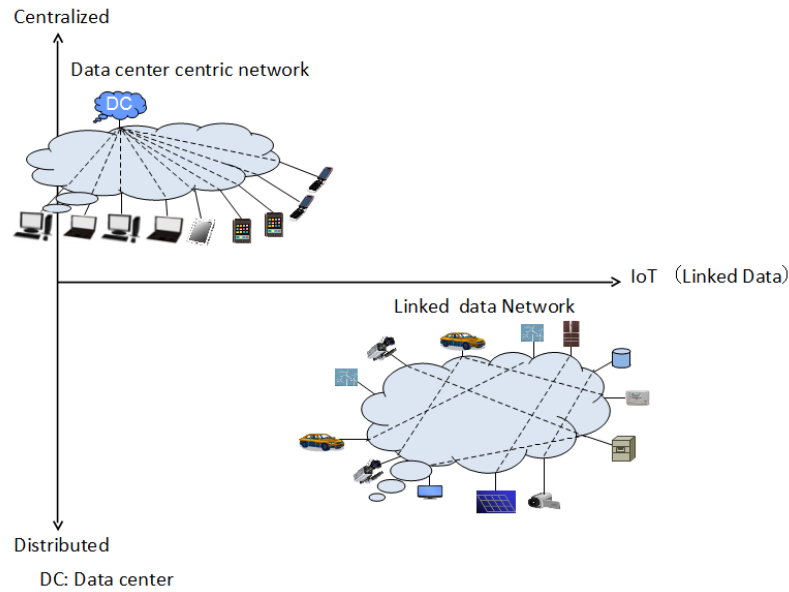 Centralized
Data center centric network
DC
IoT （Linked Data）
Linked data Network
Distributed
DC: Data center